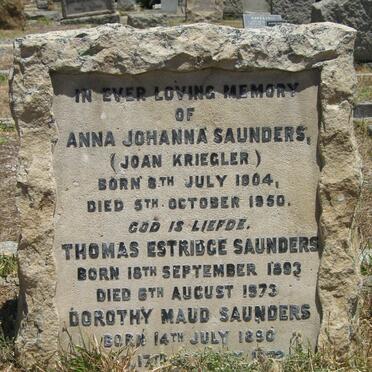 IN EVER LOVING MEMORY
OF
ANNA JOHANNA SAUNDERS,
(JOAN KRIEGLER)
BORN 8TH JULY 1904,
DIED 5TH OCTOBER 1950.
GOD IS LIEFDE.
THOMAS ESTRIDGE SAUNDERS
BORN 18TH SEPTEMBER 1893
DIED 6TH AUGUST 1973
DOROTHY MAUD SAUNDERS
BORN 14TH JULY 1890